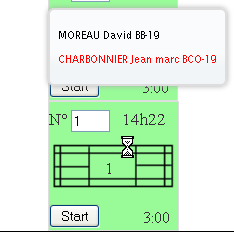 MOREAU David BB-19
CHARBONNIER Jean marc BCO-19
Start 3:00
N° 1 14h22
1
Start 3:00